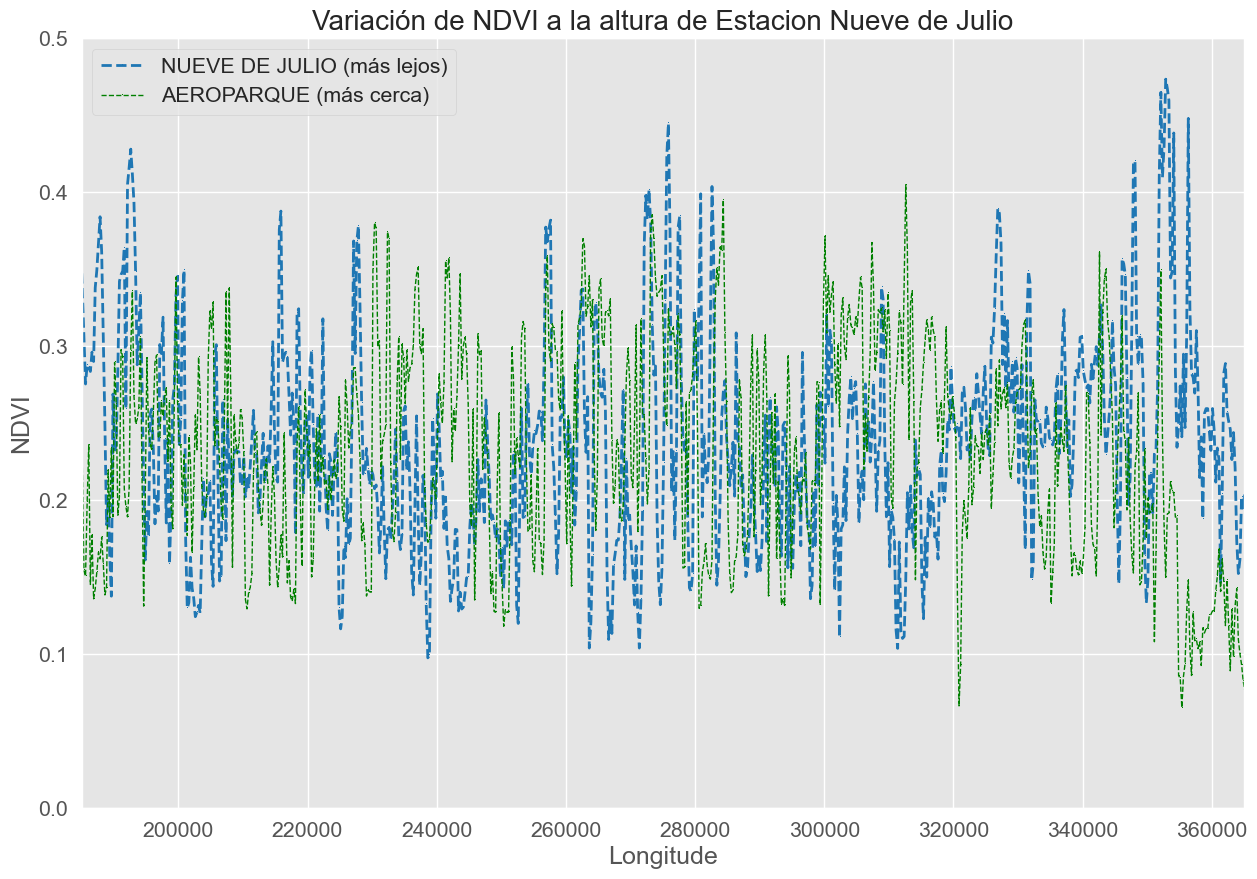 Variación de NDVI a la altura de Estacion Nueve de Julio
NUEVE DE JULIO (más lejos)
AEROPARQUE (más cerca)
NDVI
0.5
0.4
0.3
0.2
0.1
0.0
200000 220000 240000 260000 280000 300000 320000 340000 360000
Longitude